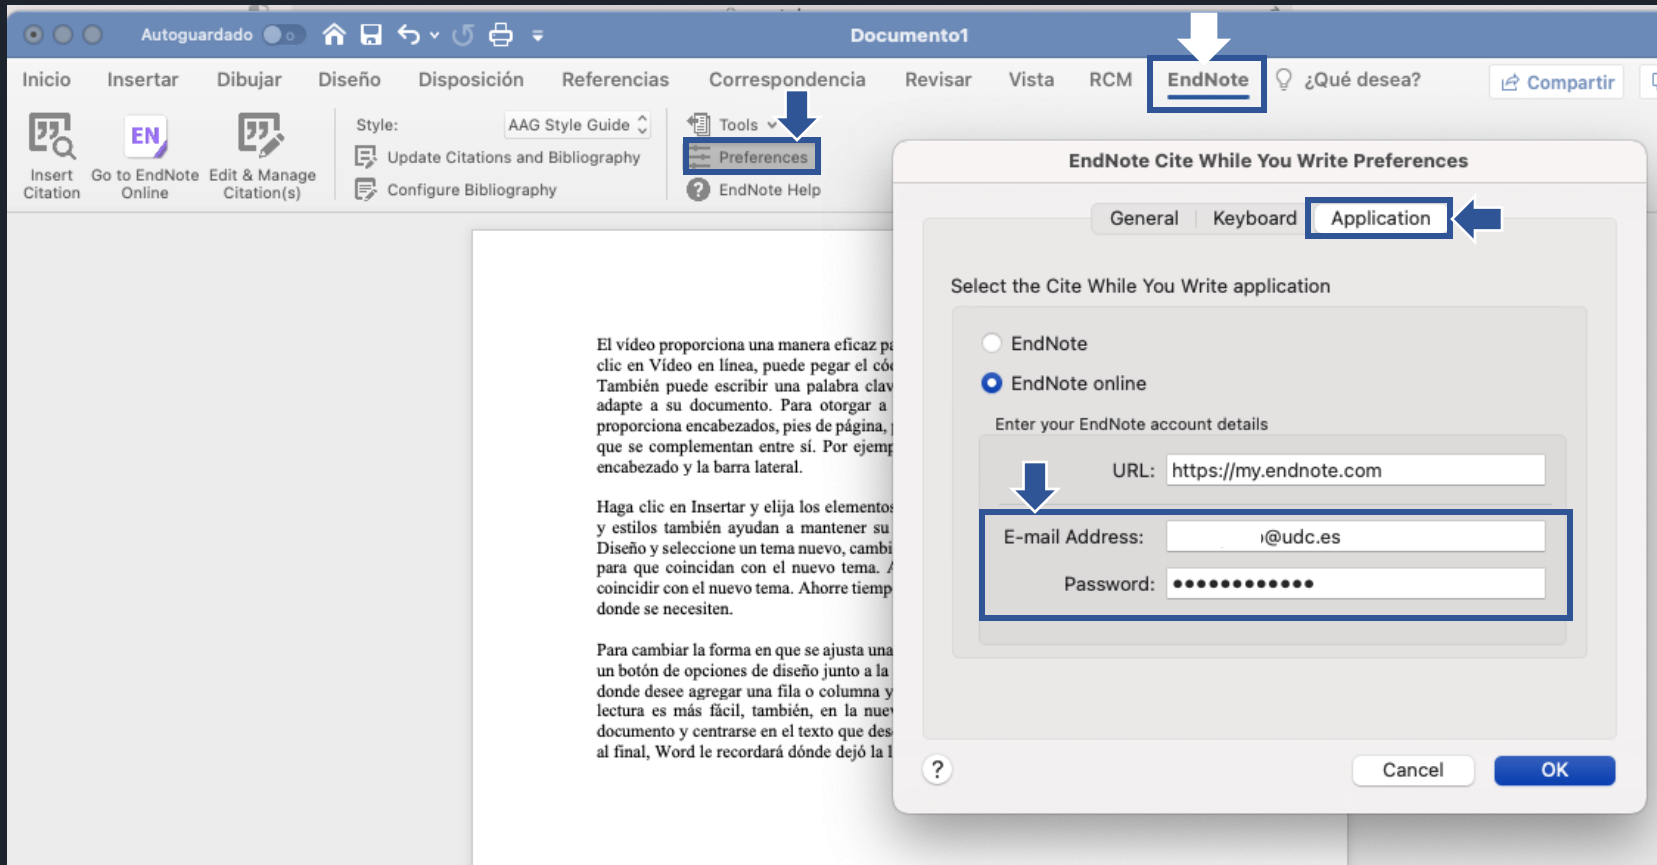 Autoguardado
Documento1
Inicio Insertar Dibujar Diseño Disposición Referencias Correspondencia Revisar Vista RCM EndNote ¿Qué desea? Compartir
Insert Citation
EN
Go to EndNote Online
Edit & Manage Citation(s)
Style: AAG Style Guide
Update Citations and Bibliography
Configure Bibliography
Tools
Preferences
? EndNote Help
El vídeo proporciona una manera eficaz
clic en Vídeo en línea, puede pegar el
También puede escribir una palabra
adapte a su documento. Para otorgar a
proporciona encabezados, pies de página,
que se complementan entre sí. Por
encabezado y la barra lateral.
Haga clic en Insertar y elija los elementos
y estilos también ayudan a mantener su
Diseño y seleccione un tema nuevo,
para que coincidan con el nuevo tema.
coincidir con el nuevo tema. Ahorre
donde se necesiten.
Para cambiar la forma en que se ajusta una
un botón de opciones de diseño junto a la
donde desee agregar una fila o columna y
lectura es más fácil, también, en la
documento y centrarse en el texto que
al final, Word le recordará dónde dejó la
EndNote Cite While You Write Preferences
General Keyboard Application
Select the Cite While You Write application
EndNote
EndNote online
Enter your EndNote account details
URL: https://my.endnote.com
E-mail Address: @udc.es
Password: ●●●●●●●●●●●●
?
Cancel OK